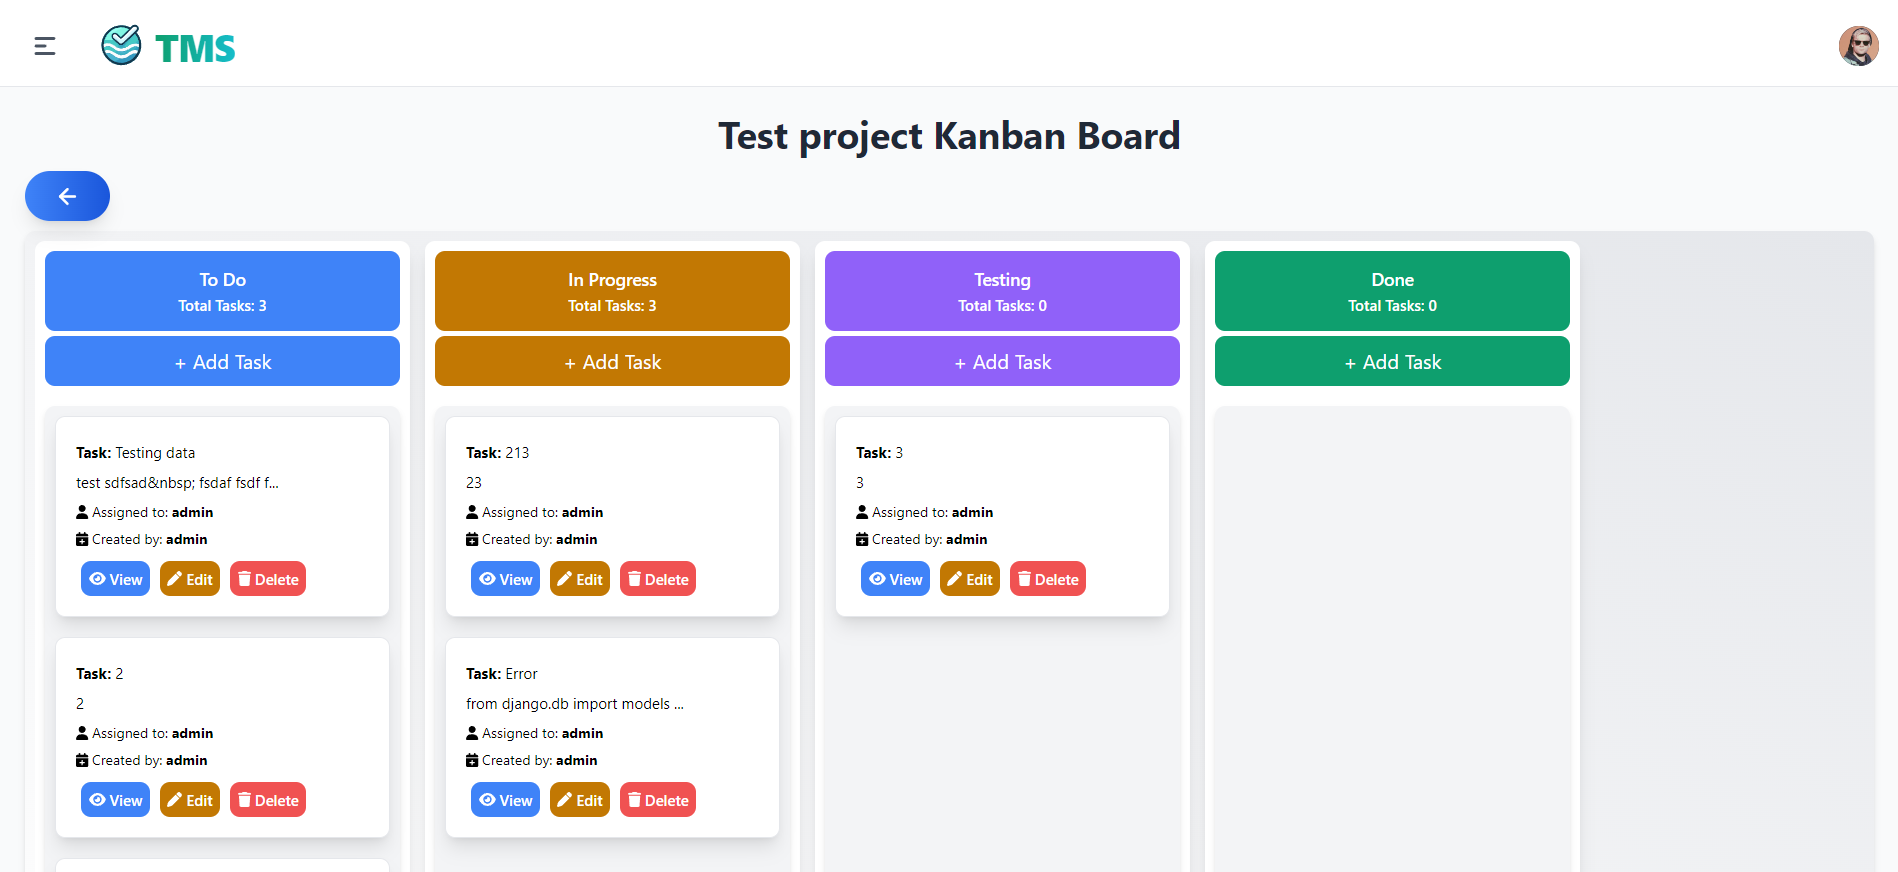 TMS
Test project Kanban Board
To Do
Total Tasks: 3
+ Add Task
Task: Testing data
test sdfsad&nbsp; fsdaf fsdf f...
Assigned to: admin
Created by: admin
View Edit Delete
Task: 2
2
Assigned to: admin
Created by: admin
View Edit Delete
In Progress
Total Tasks: 3
+ Add Task
Task: 213
23
Assigned to: admin
Created by: admin
View Edit Delete
Task: Error
from django.db import models ...
Assigned to: admin
Created by: admin
View Edit Delete
Testing
Total Tasks: 0
+ Add Task
Task: 3
3
Assigned to: admin
Created by: admin
View Edit Delete
Done
Total Tasks: 0
+ Add Task